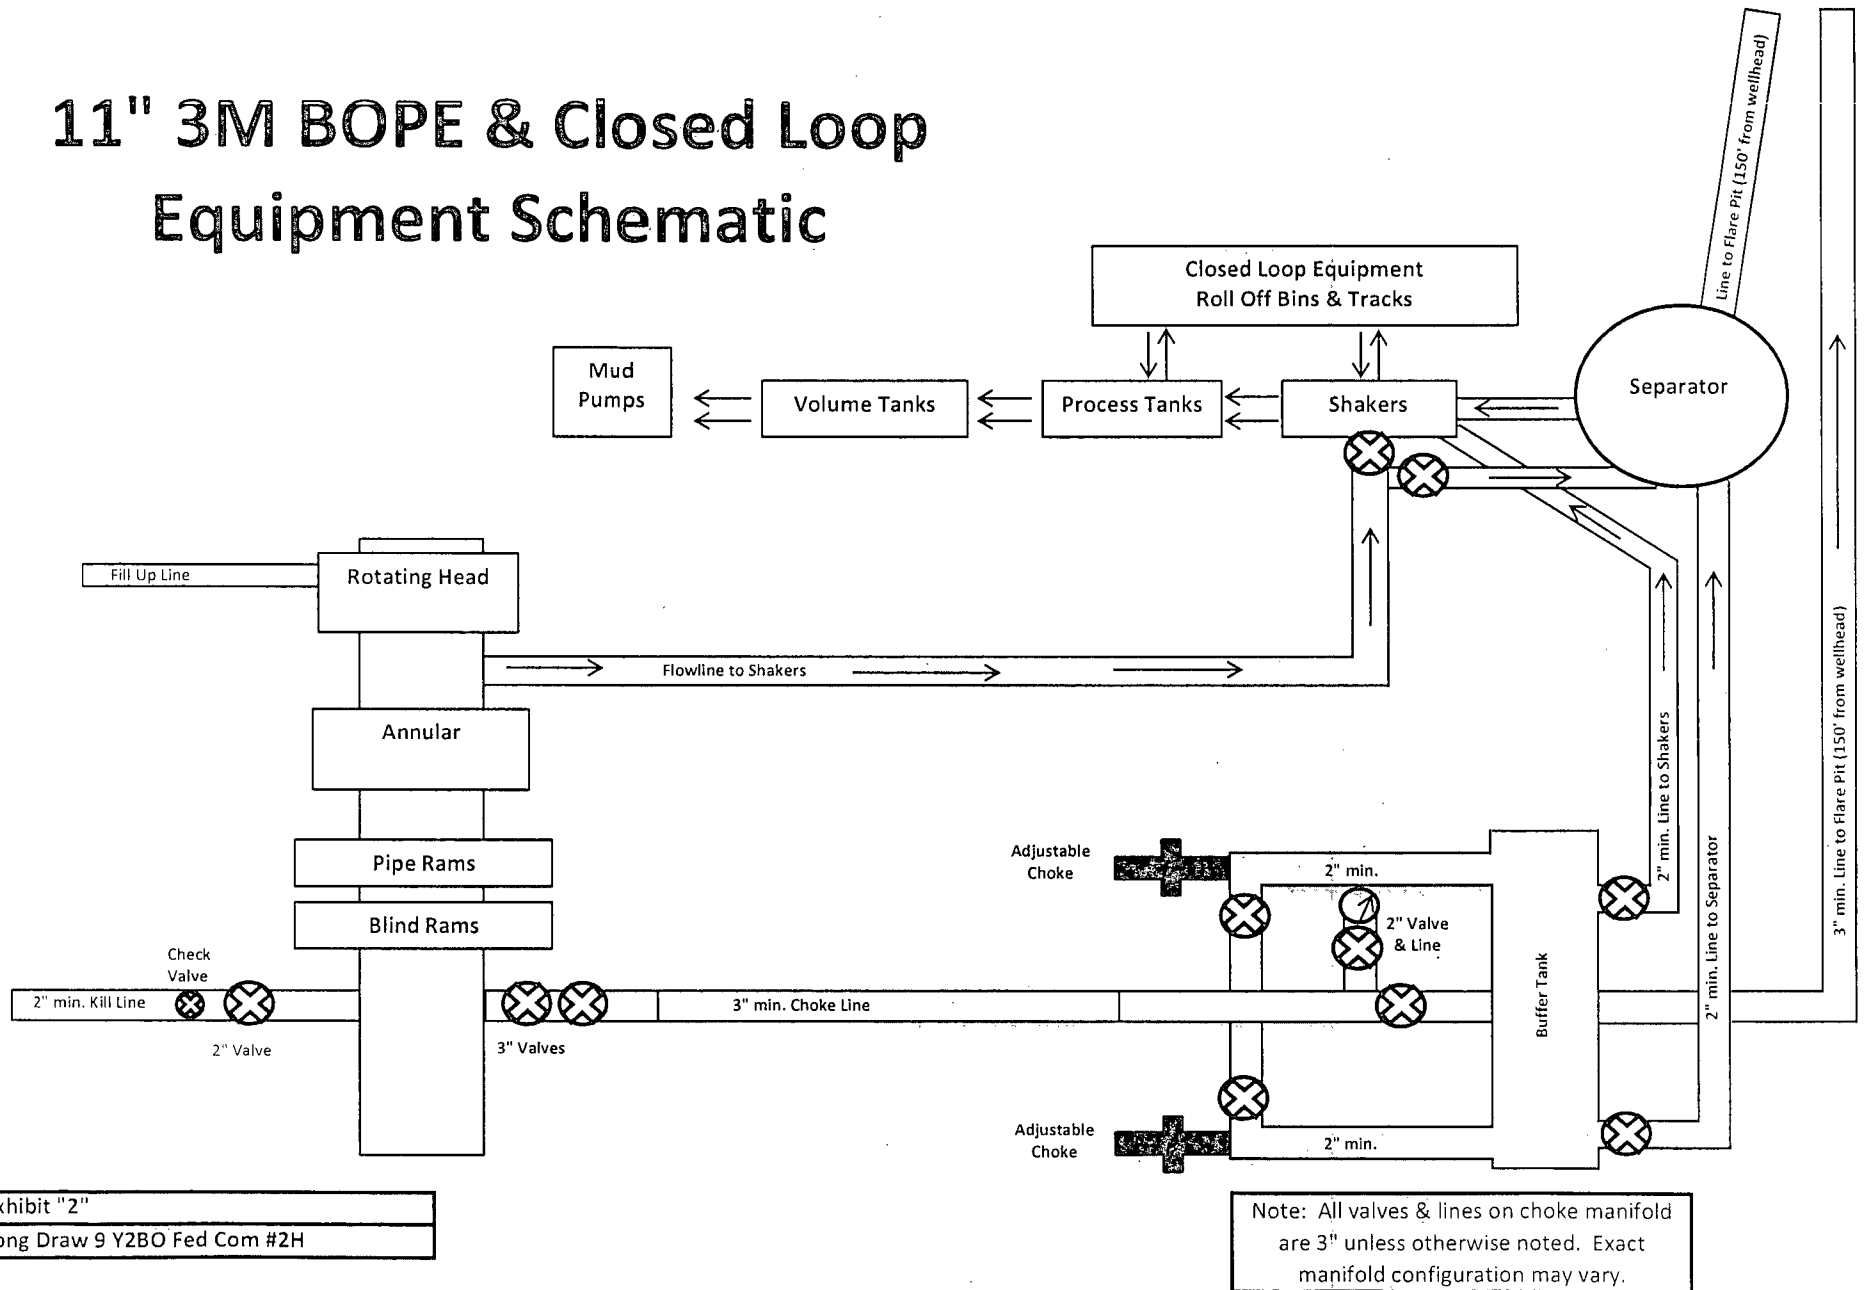 11" 3M BOPE & Closed Loop
Equipment Schematic
Line to Flare Pit (150' from wellhead)
Closed Loop Equipment
Roll Off Bins & Tracks
Mud
Pumps
Volume Tanks
Process Tanks
Shakers
Separator
Fill Up Line
Rotating Head
Flowline to Shakers
Annular
Pipe Rams
Blind Rams
Check
Valve
2" min. Kill Line
2" Valve
3" Valves
3" min. Choke Line
Adjustable
Choke
2" min.
2" Valve
& Line
Buffer Tank
Adjustable
Choke
2" min.
2" min. Line to Shakers
2" min. Line to Separator
3" min. Line to Flare Pit (150' from wellhead)
xhibit "2"
ong Draw 9 Y2BO Fed Com #2H
Note: All valves & lines on choke manifold
are 3" unless otherwise noted. Exact
manifold configuration may vary.